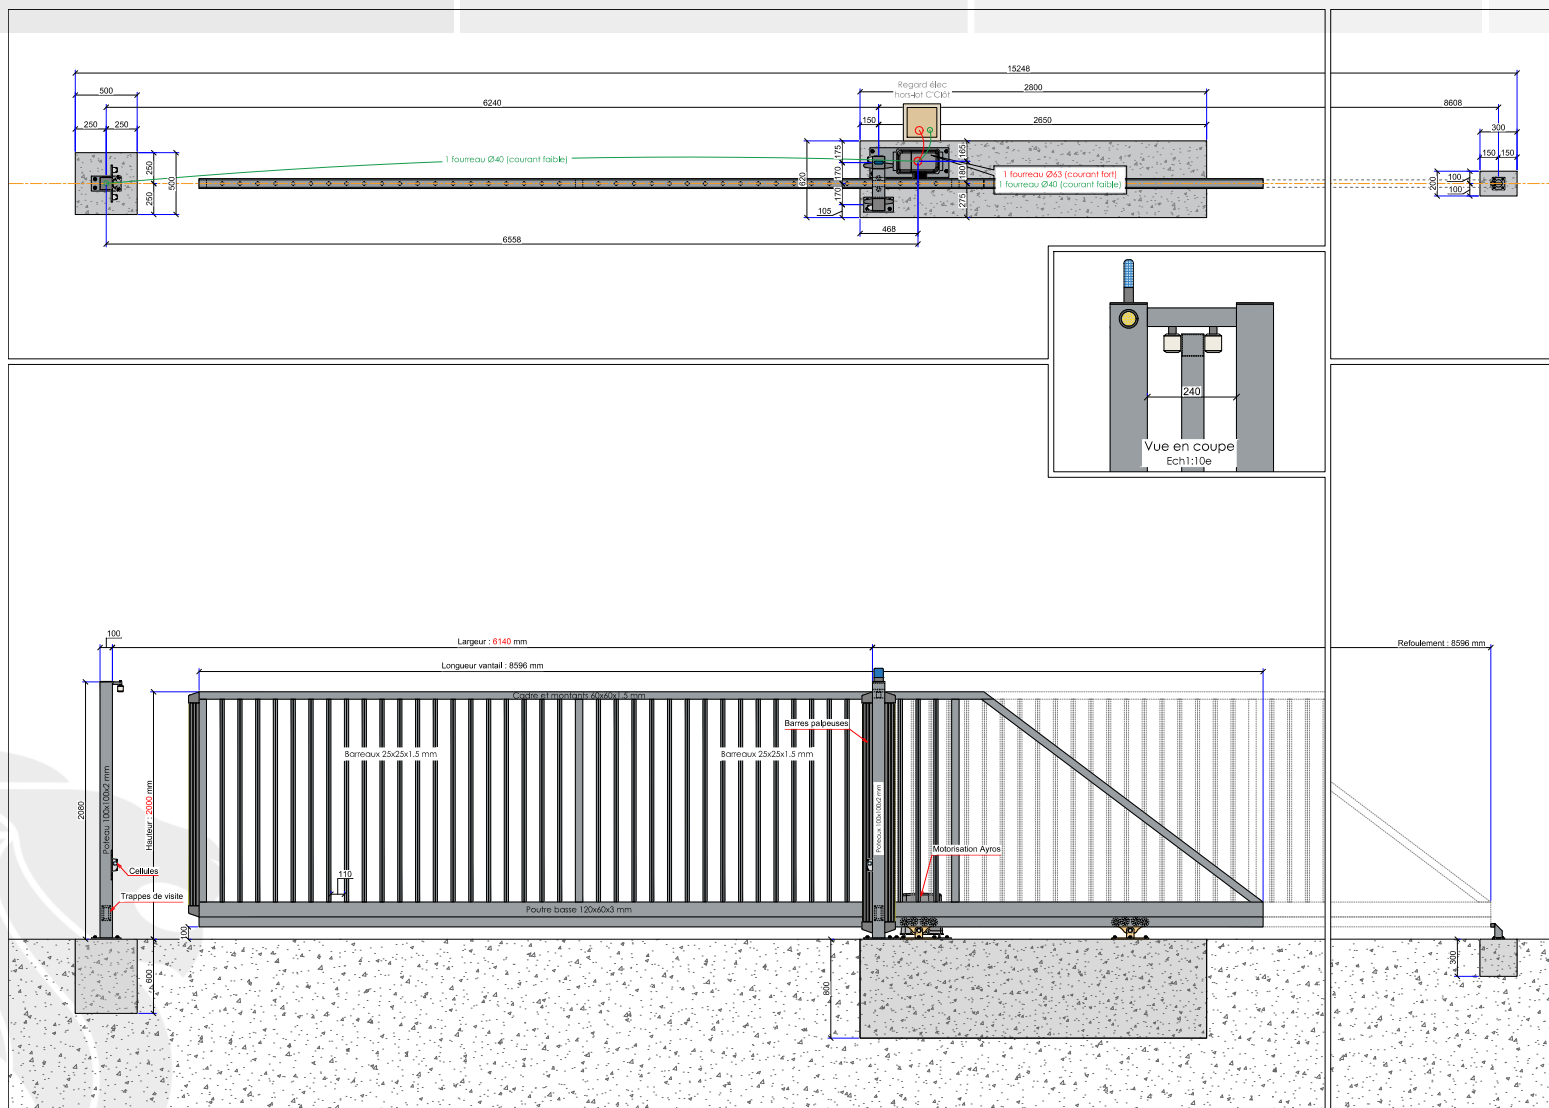 15248
500
Regard élec
hors-lot C'Clôt
2800
6240
8608
250
250
150
2650
300
150
150
1 fourreau Ø40 (courant faible)
250
250
500
620
175
170
170
105
165
180
275
1 fourreau Ø63 (courant fort)
1 fourreau Ø40 (courant faible)
200
100
100
468
6558
240
Vue en coupe
Ech1:10e
100
Largeur : 6140 mm
Refoulement : 8596 mm
Longueur vantail : 8596 mm
Cadre et montants 60x60x1.5 mm
Barres palpeuses
Barreaux 25x25x1.5 mm
Barreaux 25x25x1.5 mm
2080
Poteau 100x100x2 mm
Hauteur : 2000 mm
Poteaux 100x100x2 mm
Motorisation Ayros
Cellules
110
Trappes de visite
Poutre basse 120x60x3 mm
100
600
800
300